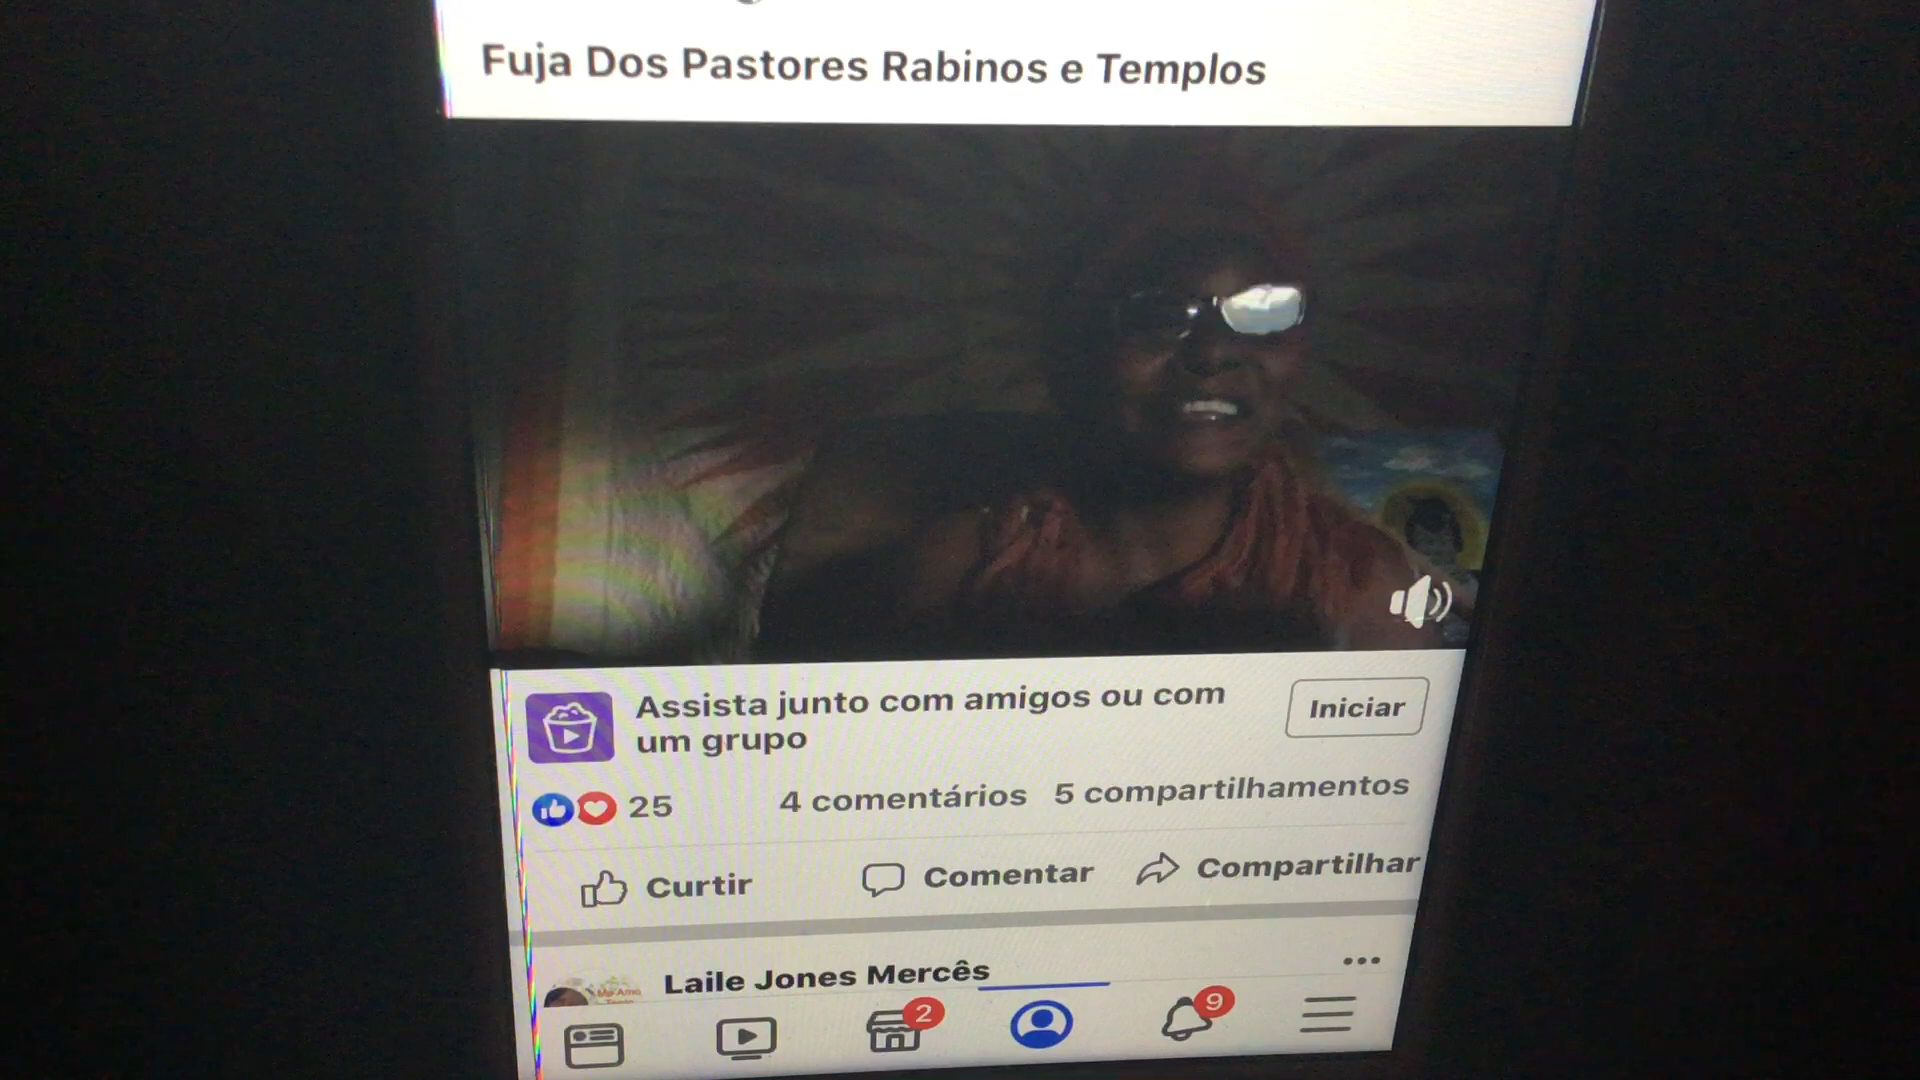 Fuja Dos Pastores Rabinos e Templos
Assista junto com amigos ou com
um grupo
Iniciar
25
4 comentários
5 compartilhamentos
Curtir
Comentar
Compartilhar
Laile Jones Mercês
2
9